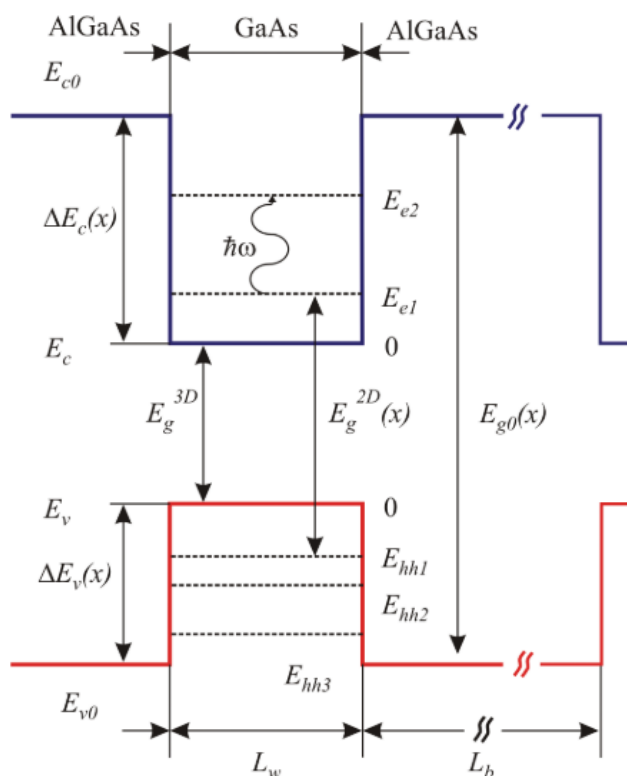 AlGaAs GaAs AlGaAs
E_c0
ΔE_c(x)
E_e2
ħω
E_e1
E_c 0
E_g^3D E_g^2D(x) E_g0(x)
E_v 0
E_hh1
ΔE_v(x)
E_hh2
E_hh3
E_v0
L_w L_b